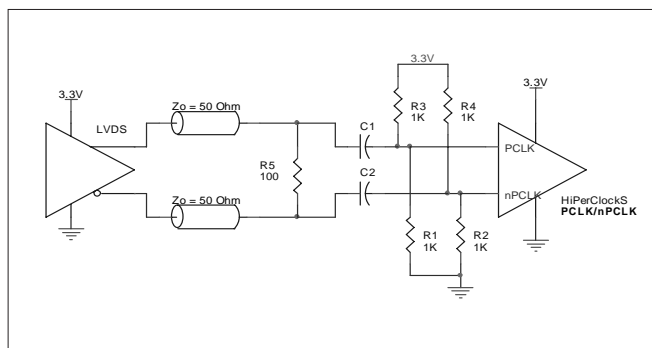 3.3V
3.3V
3.3V
Zo = 50 Ohm
LVDS
C1
R3
1K
R4
1K
PCLK
R5
100
C2
Zo = 50 Ohm
nPCLK
HiPerClockS
PCLK/nPCLK
R1
1K
R2
1K